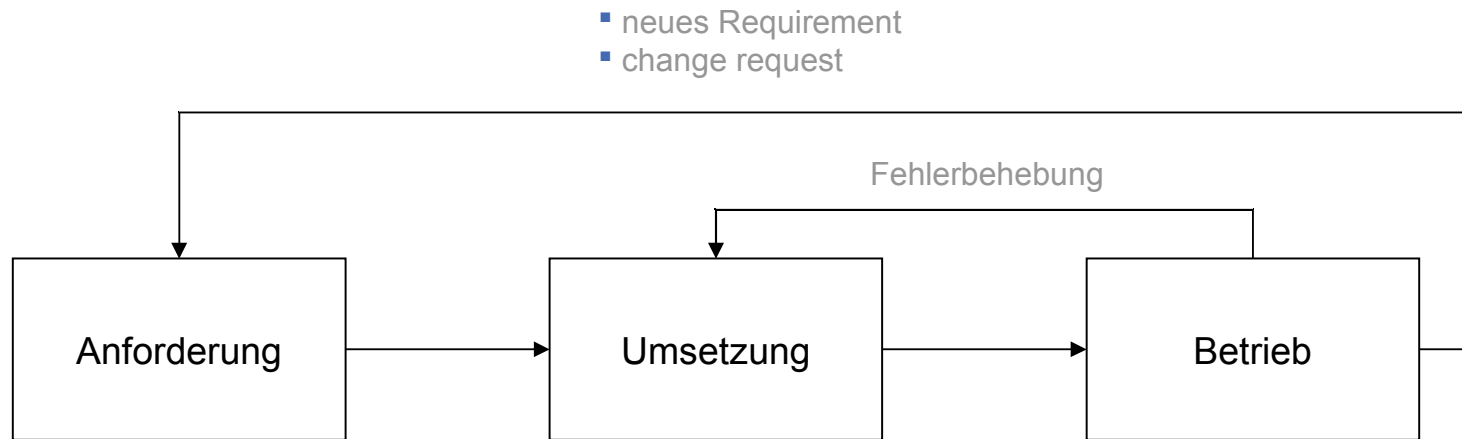 ▪ neues Requirement
▪ change request
Fehlerbehebung
Anforderung
Umsetzung
Betrieb